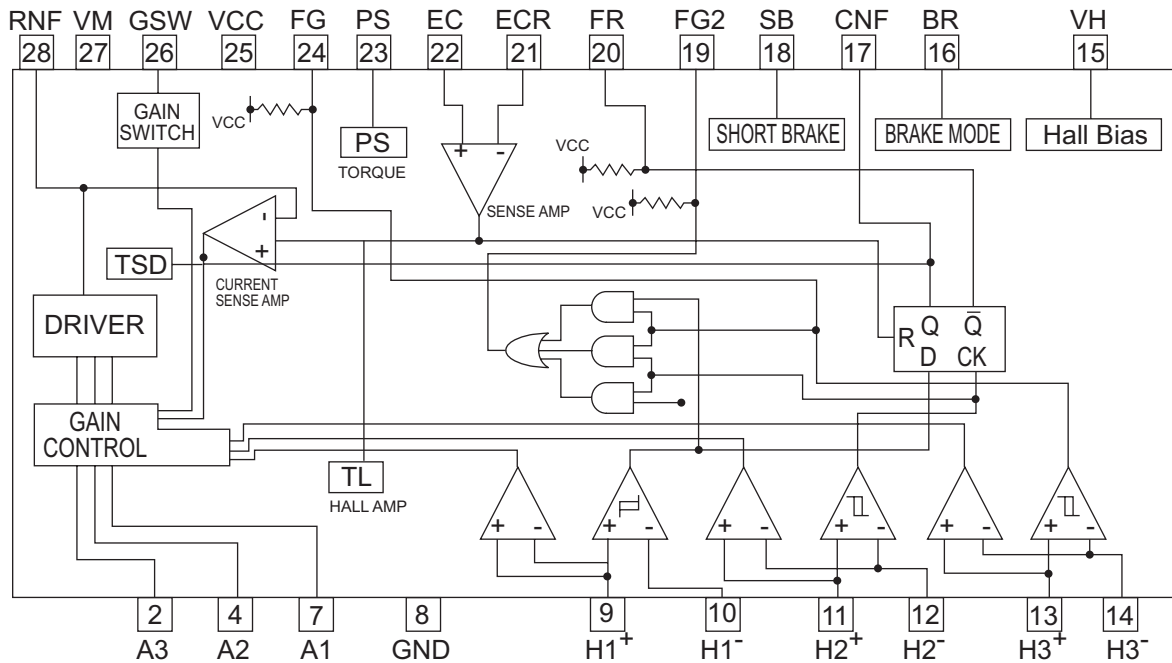 RNF VM GSW VCC FG PS EC ECR FR FG2 SB CNF BR VH
28 27 26 25 24 23 22 21 20 19 18 17 16 15
GAIN
SWITCH
VCC
PS
TORQUE
+ -
SENSE AMP
VCC
VCC
SHORT BRAKE
BRAKE MODE
Hall Bias
-
+
CURRENT
SENSE AMP
TSD
DRIVER
R Q Q̅
D CK
GAIN
CONTROL
TL
HALL AMP
+ - + - + - + - + - + -
2 4 7 8 9 10 11 12 13 14
A3 A2 A1 GND H1+ H1- H2+ H2- H3+ H3-